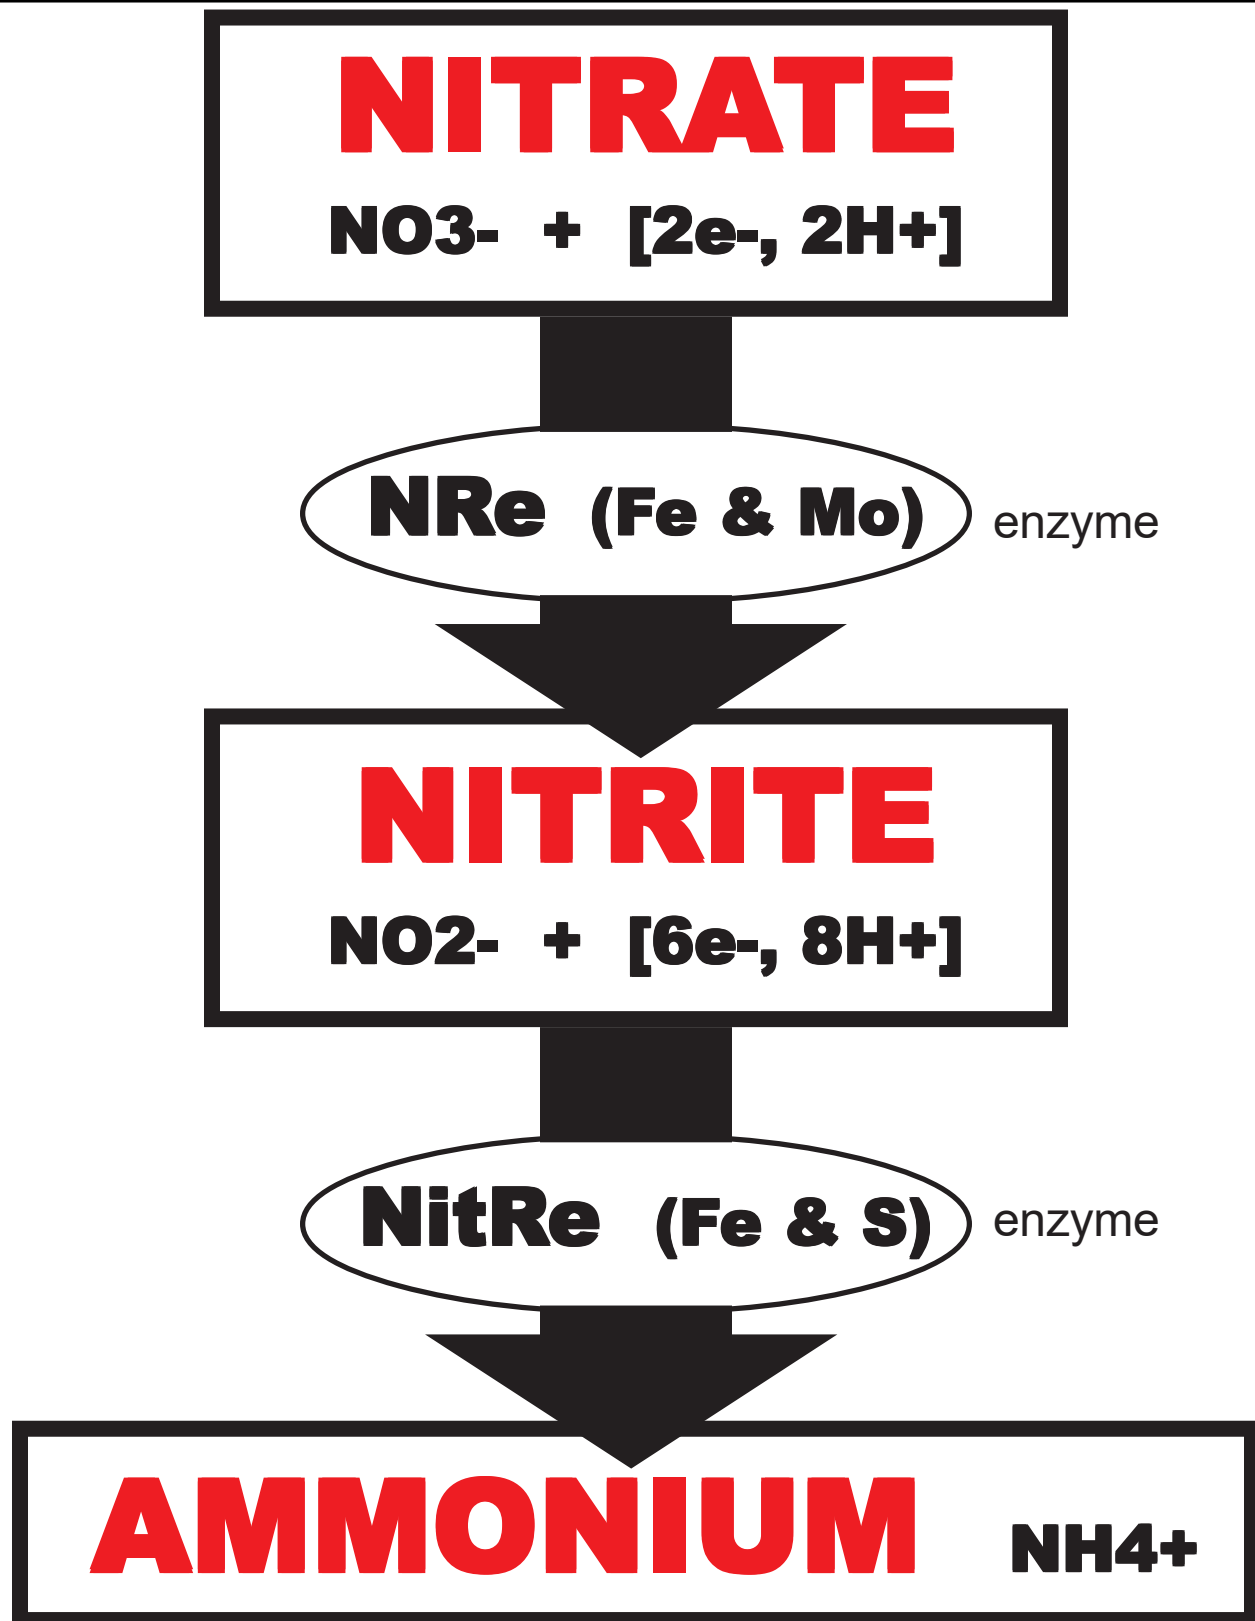 NITRATE
NO3- + [2e-, 2H+]
NRe (Fe & Mo) enzyme
NITRITE
NO2- + [6e-, 8H+]
NitRe (Fe & S) enzyme
AMMONIUM NH4+